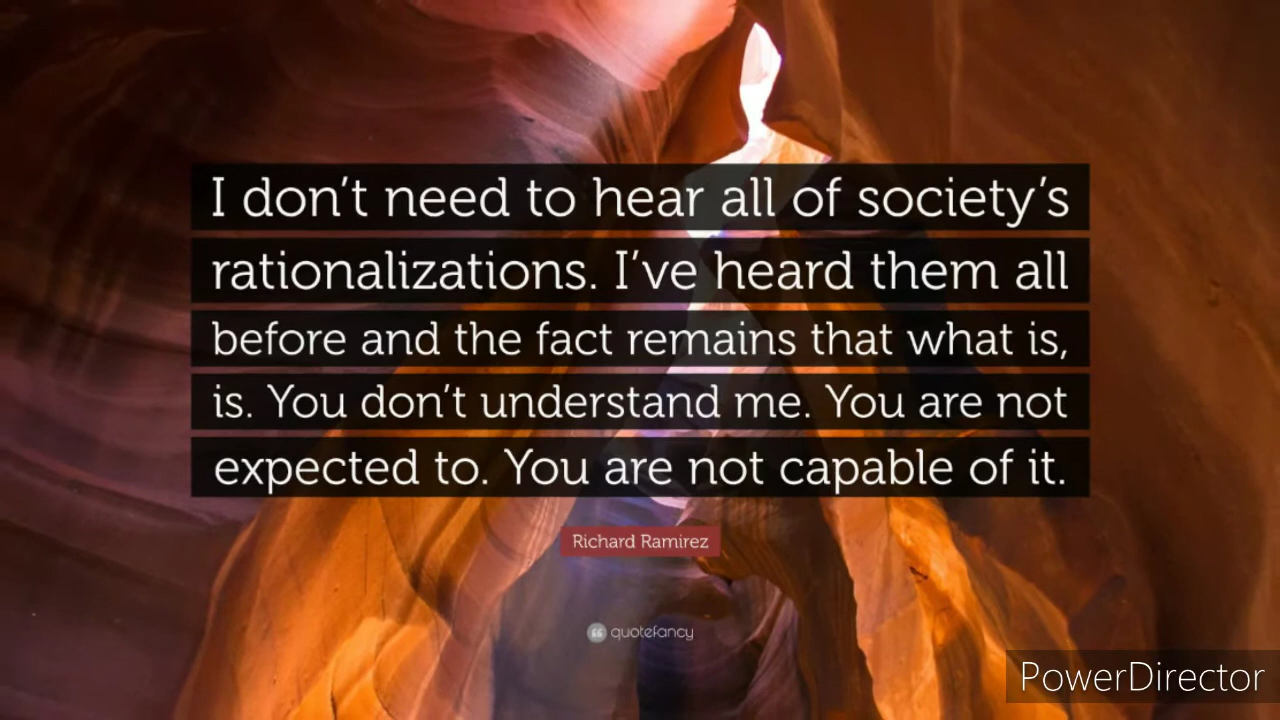 I don’t need to hear all of society’s
rationalizations. I’ve heard them all
before and the fact remains that what is,
is. You don’t understand me. You are not
expected to. You are not capable of it.
Richard Ramirez
quotefancy
PowerDirector